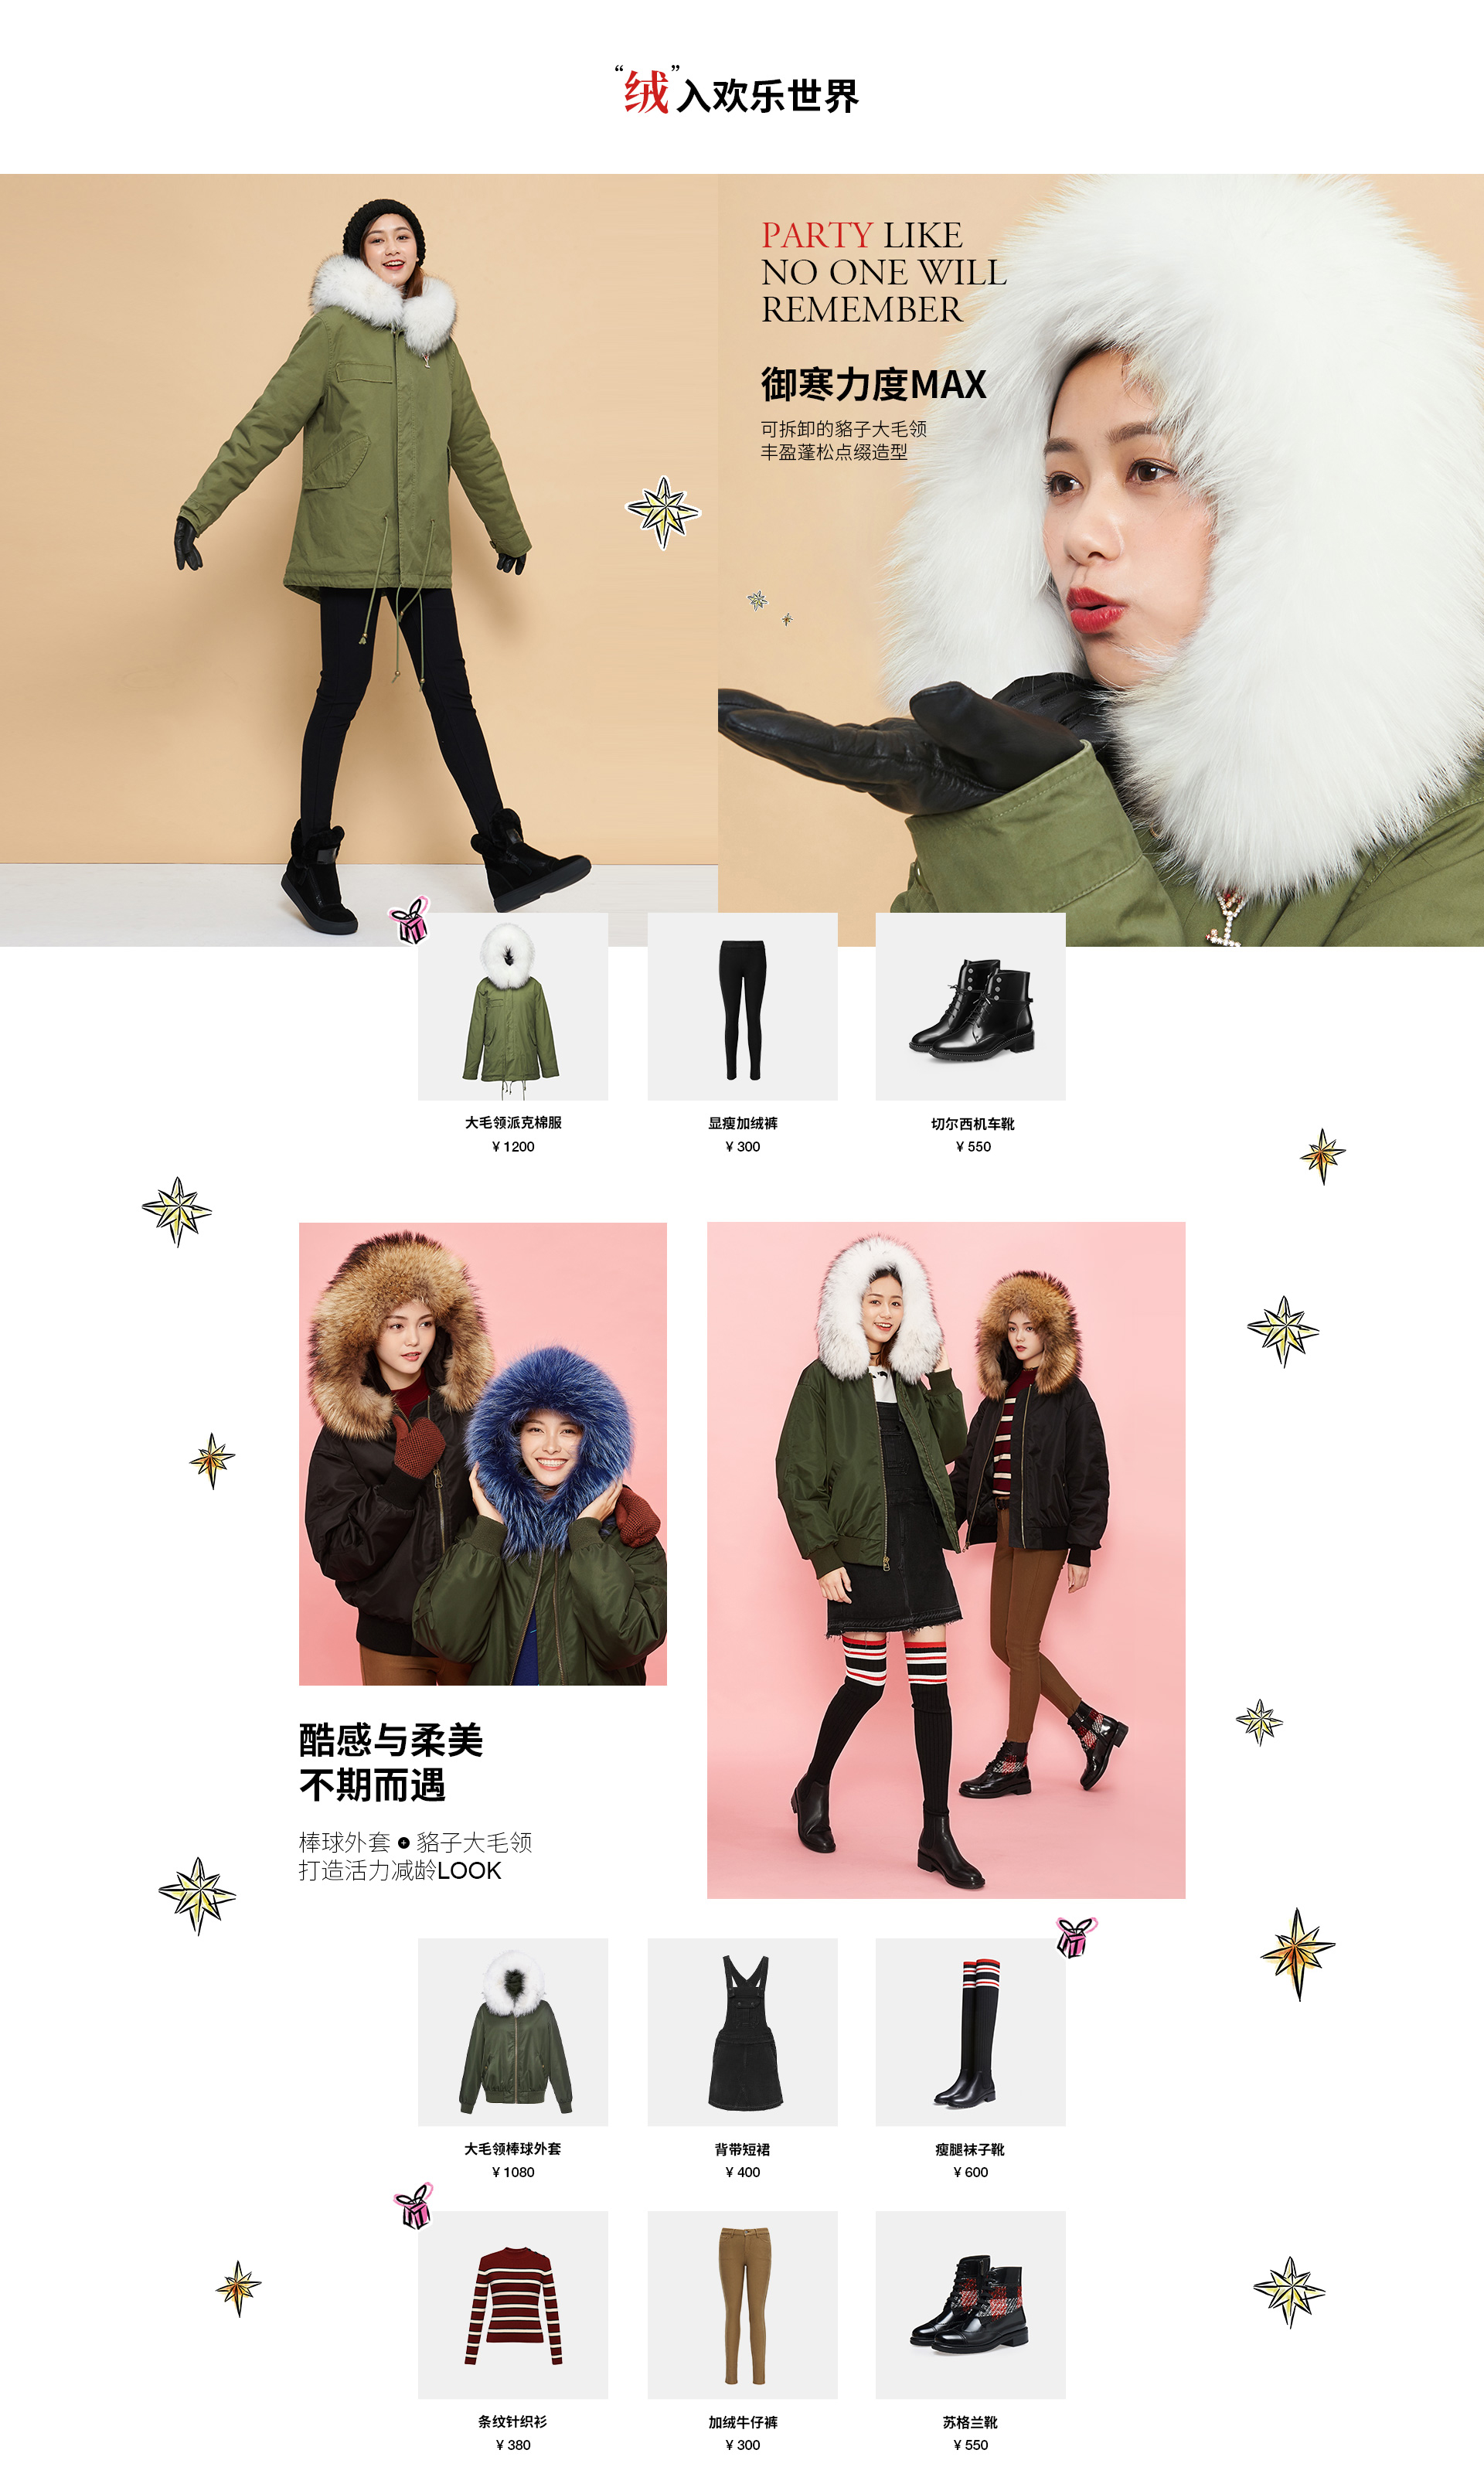 “绒”入欢乐世界
PARTY LIKE
NO ONE WILL
REMEMBER
御寒力度MAX
可拆卸的貉子大毛领
丰盈蓬松点缀造型
大毛领派克棉服
¥ 1200
显瘦加绒裤
¥ 300
切尔西机车靴
¥ 550
酷感与柔美
不期而遇
棒球外套 + 貉子大毛领
打造活力减龄LOOK
大毛领棒球外套
¥ 1080
背带短裙
¥ 400
瘦腿袜子靴
¥ 600
条纹针织衫
¥ 380
加绒牛仔裤
¥ 300
苏格兰靴
¥ 550